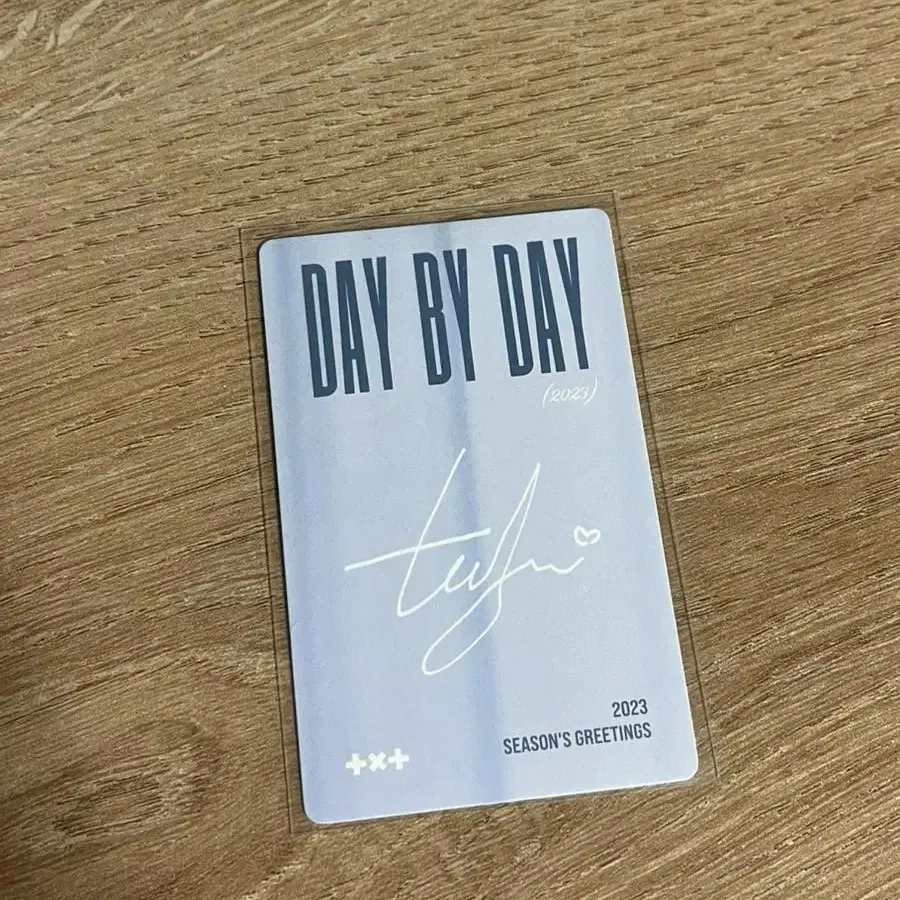 DAY BY DAY
(2023)
2023
SEASON'S GREETINGS
+×+